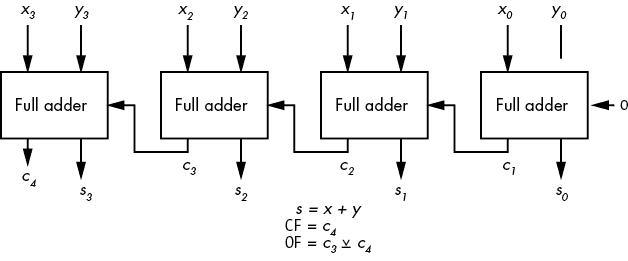 x₃ y₃ x₂ y₂ x₁ y₁ x₀ y₀
Full adder Full adder Full adder Full adder 0
c₄ s₃ c₃ s₂ c₂ s₁ c₁ s₀
s = x + y
CF = c₄
OF = c₃ ⊻ c₄